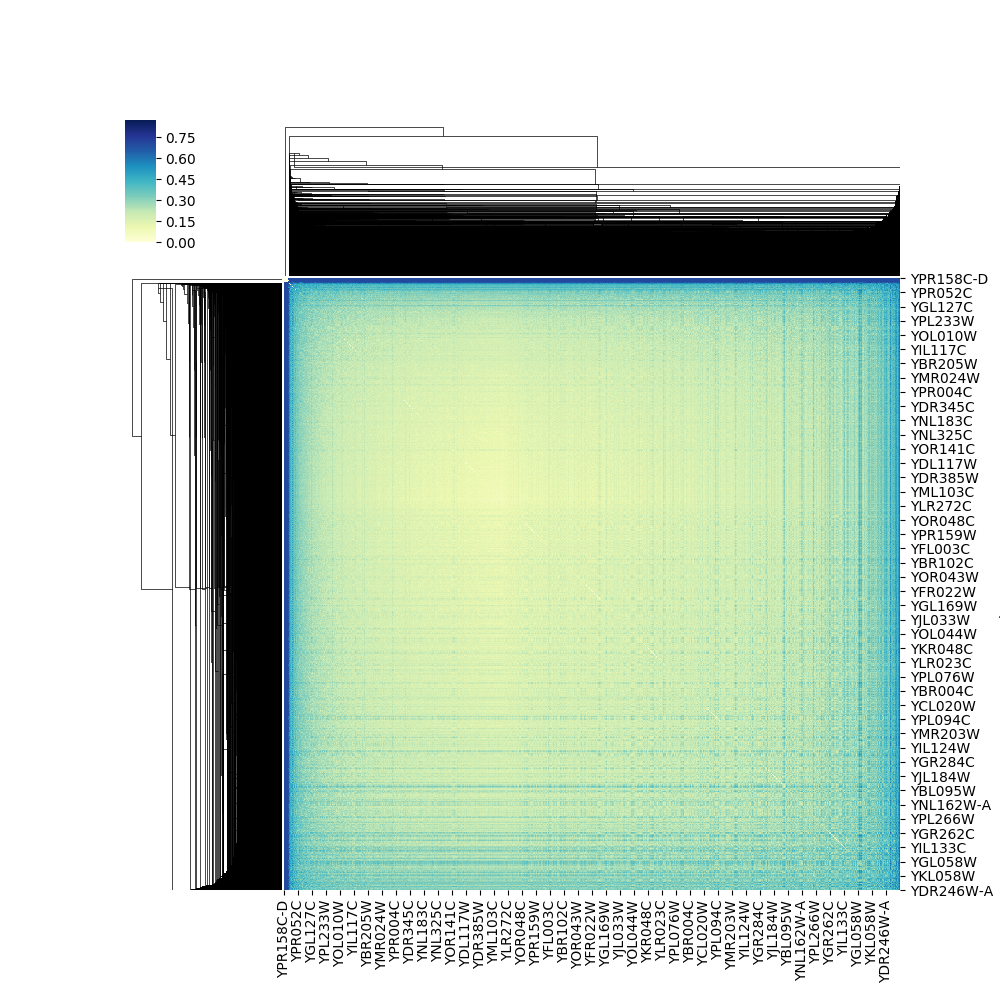 0.75
0.60
0.45
0.30
0.15
0.00
YPR158C-D
YPR052C
YGL127C
YPL233W
YOL010W
YIL117C
YBR205W
YMR024W
YPR004C
YDR345C
YNL183C
YNL325C
YOR141C
YDL117W
YDR385W
YML103C
YLR272C
YOR048C
YPR159W
YFL003C
YBR102C
YOR043W
YFR022W
YGL169W
YJL033W
YOL044W
YKR048C
YLR023C
YPL076W
YBR004C
YCL020W
YPL094C
YMR203W
YIL124W
YGR284C
YJL184W
YBL095W
YNL162W-A
YPL266W
YGR262C
YIL133C
YGL058W
YKL058W
YDR246W-A
YPR158C-D
YPR052C
YGL127C
YPL233W
YOL010W
YIL117C
YBR205W
YMR024W
YPR004C
YDR345C
YNL183C
YNL325C
YOR141C
YDL117W
YDR385W
YML103C
YLR272C
YOR048C
YPR159W
YFL003C
YBR102C
YOR043W
YFR022W
YGL169W
YJL033W
YOL044W
YKR048C
YLR023C
YPL076W
YBR004C
YCL020W
YPL094C
YMR203W
YIL124W
YGR284C
YJL184W
YBL095W
YNL162W-A
YPL266W
YGR262C
YIL133C
YGL058W
YKL058W
YDR246W-A